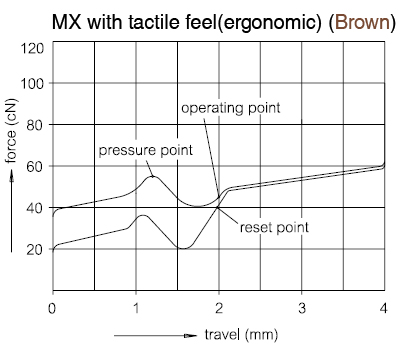 MX with tactile feel(ergonomic) (Brown)
120
100
80
60
40
20
force (cN)
operating point
pressure point
reset point
0 1 2 3 4
travel (mm)